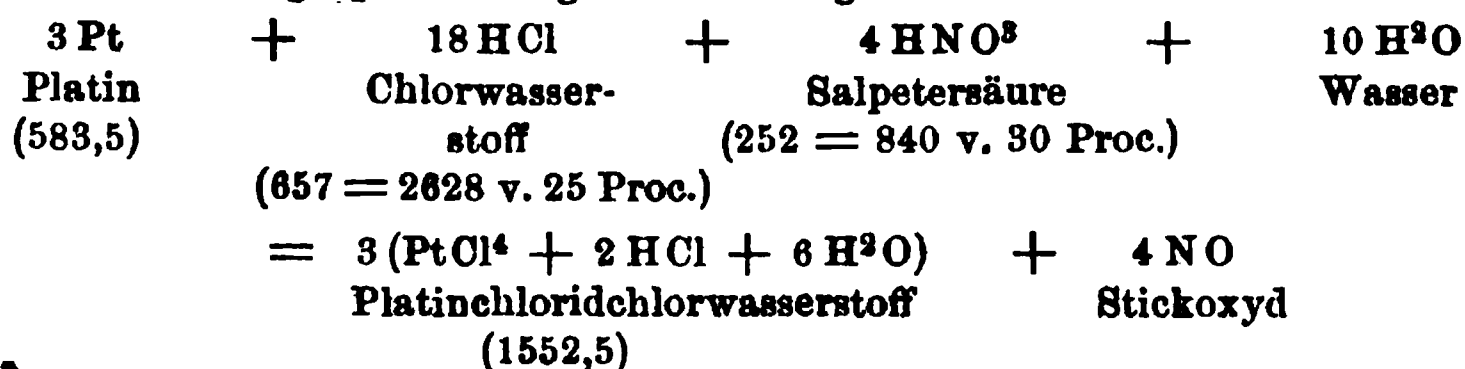 3 Pt + 18 HCl + 4 HNO³ + 10 H²O
Platin Chlorwasser- Salpetersäure Wasser
(583,5) stoff (252 = 840 v. 30 Proc.)
(657 = 2628 v. 25 Proc.)
= 3 (PtCl⁴ + 2 HCl + 6 H²O) + 4 NO
Platinchloridchlorwasserstoff Stickoxyd
(1552,5)